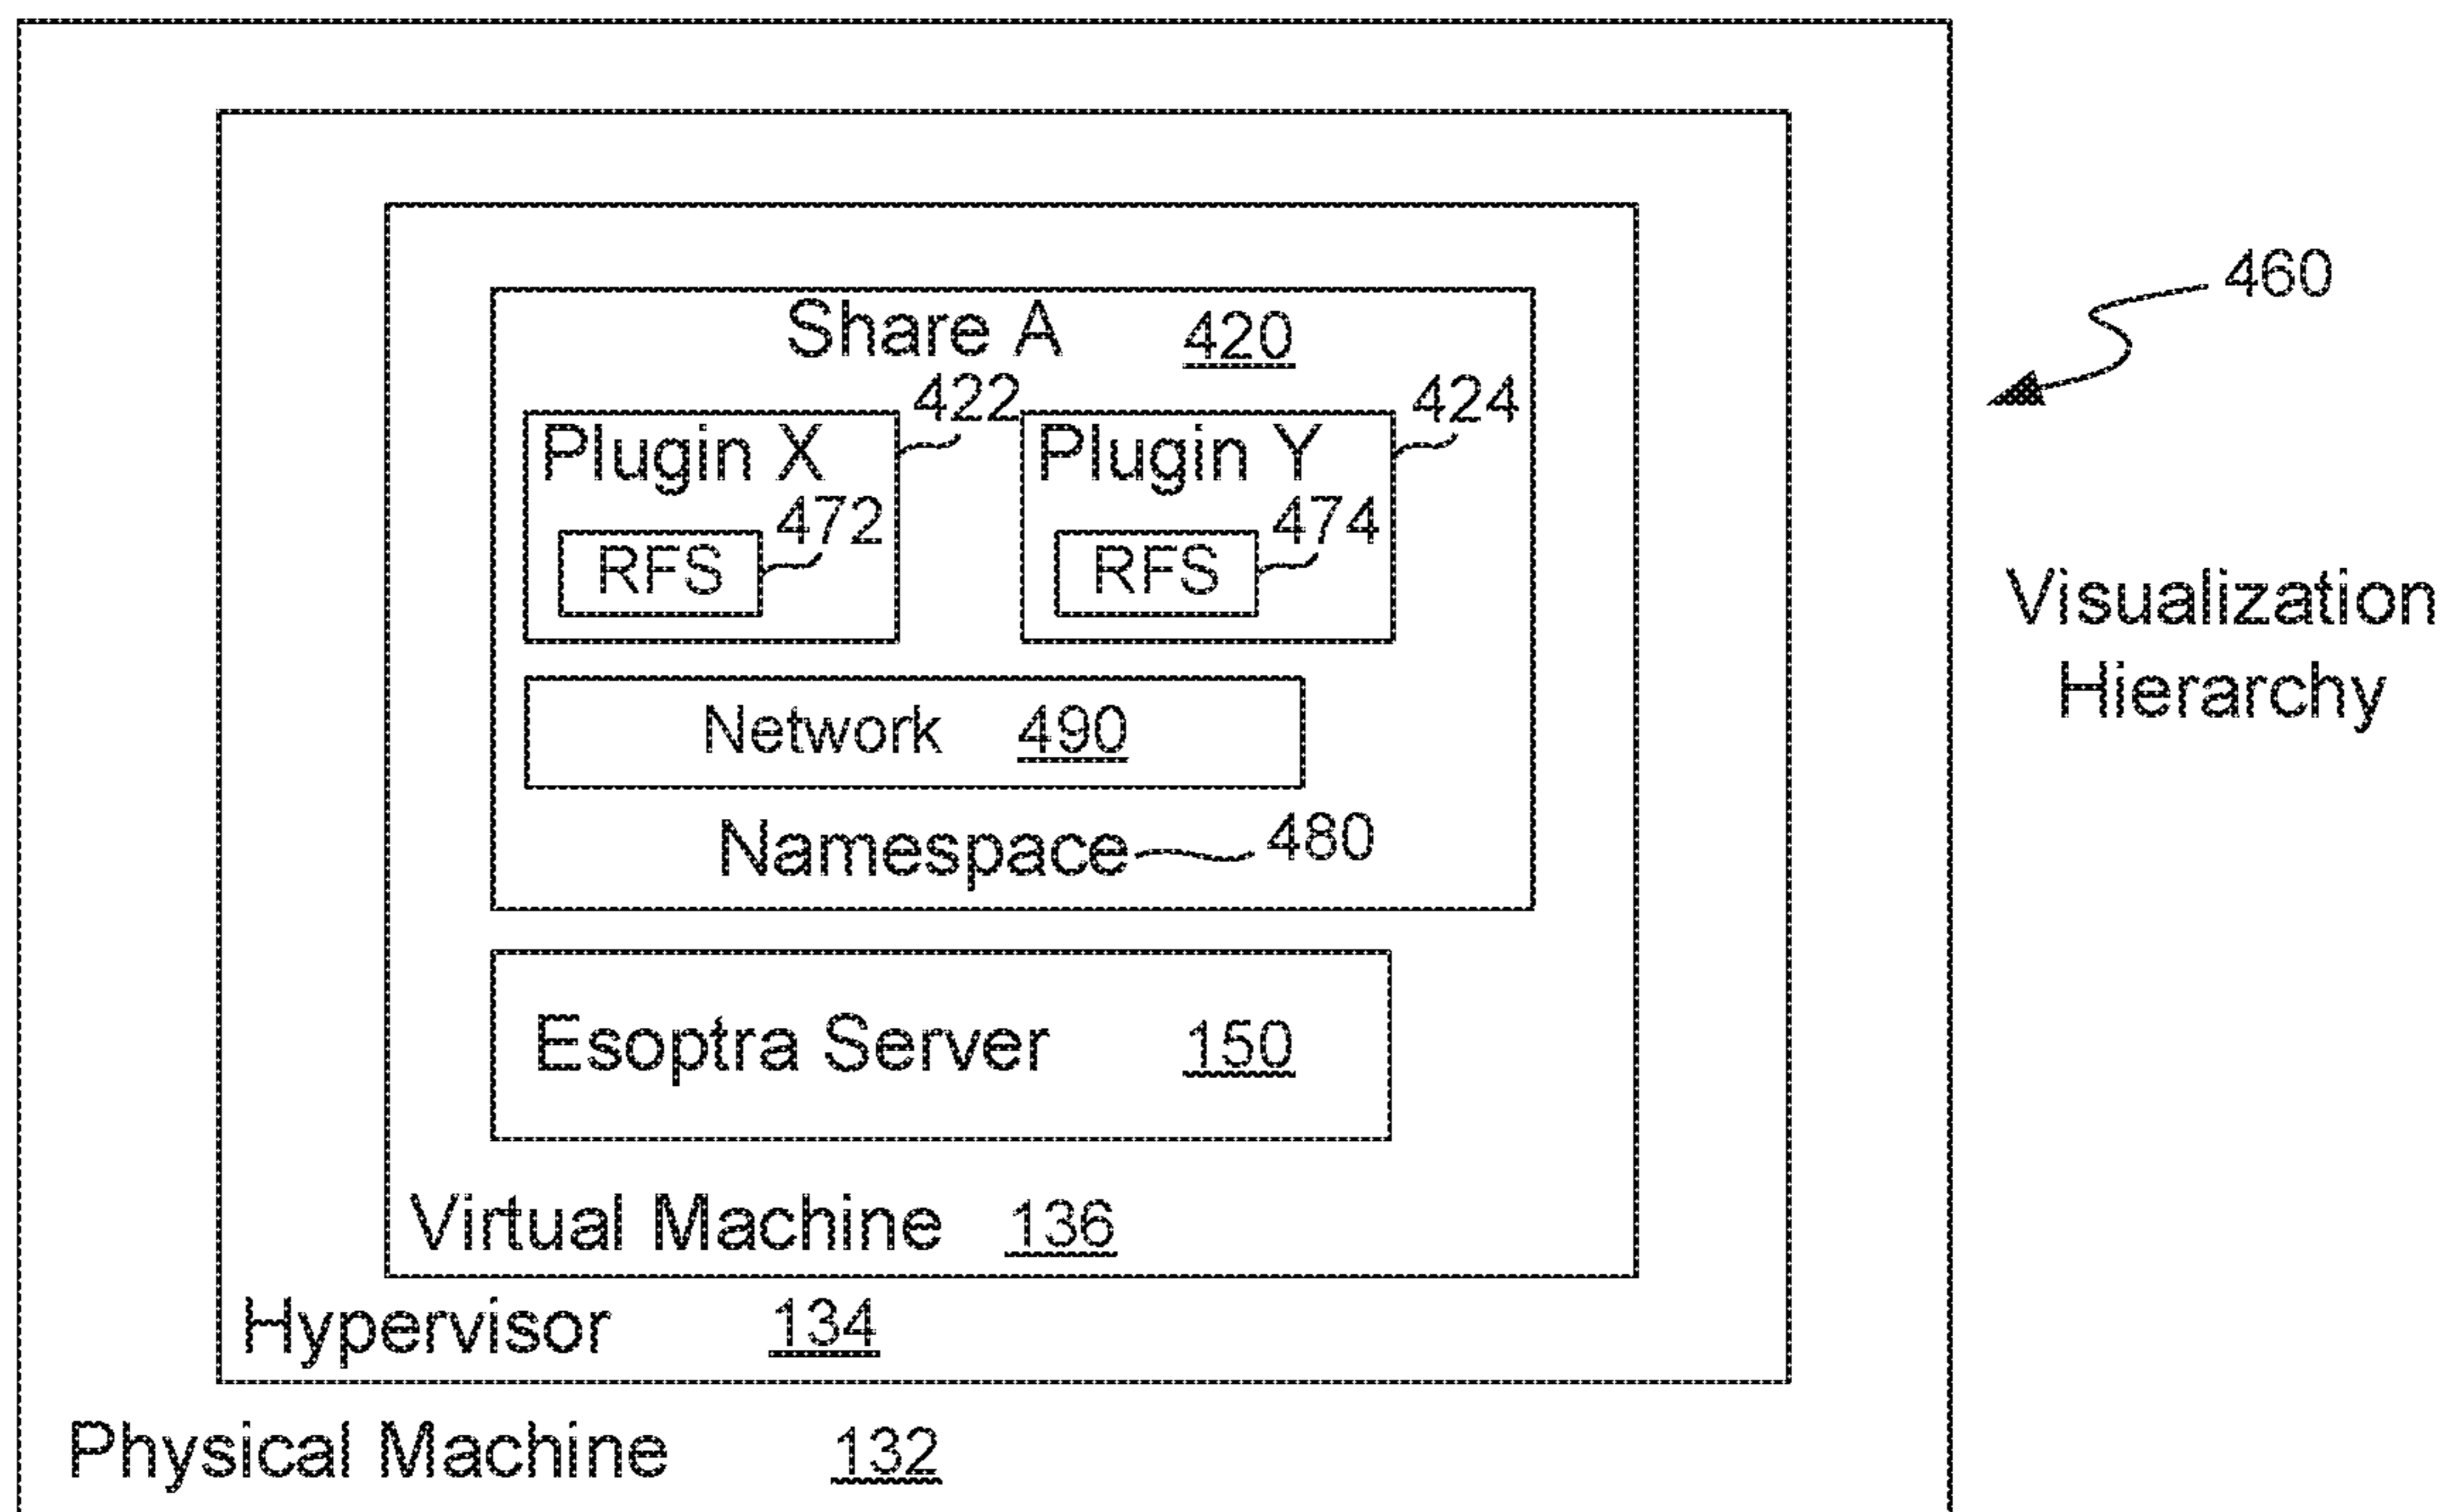 Share A 420
422
424
Plugin X
Plugin Y
472
474
RFS
RFS
Network 490
Namespace 480
Esoptra Server 150
Virtual Machine 136
Hypervisor 134
Physical Machine 132
460
Visualization
Hierarchy